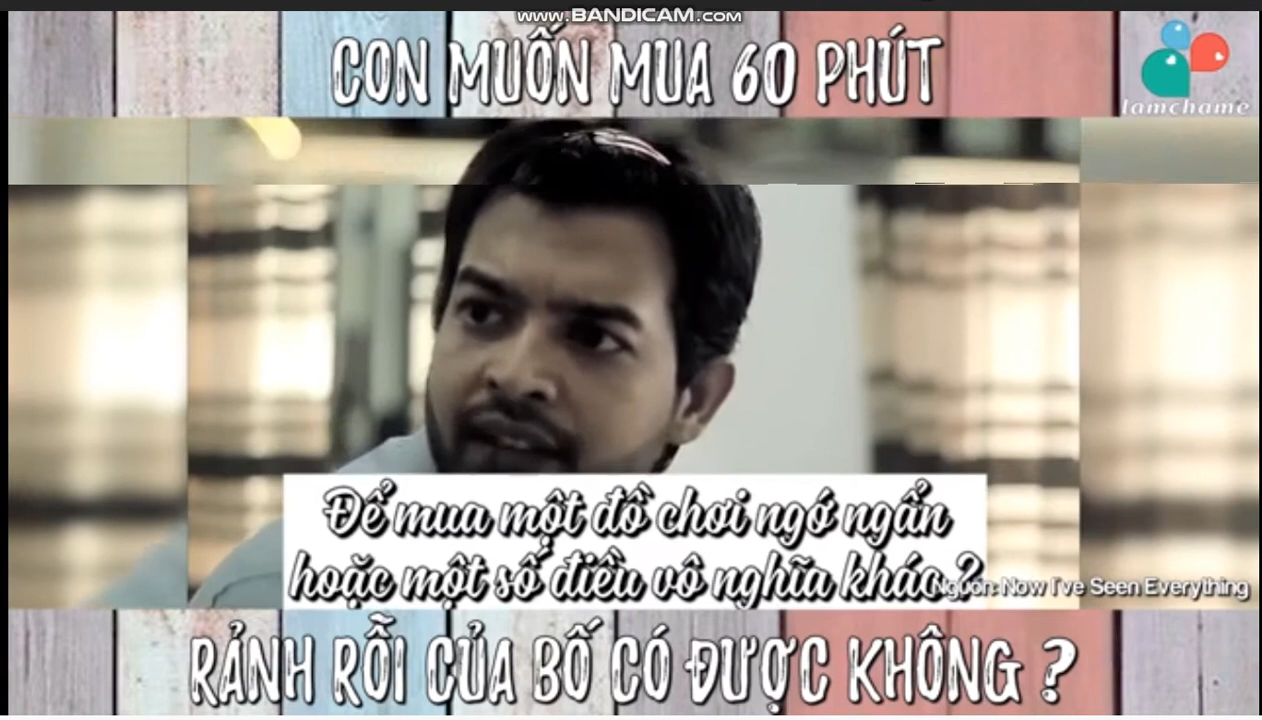 www.BANDICAM.com
CON MUỐN MUA 60 PHÚT
lamchame
Để mua một đồ chơi ngớ ngẩn
hoặc một số điều vô nghĩa khác?
Nguồn: Now I've Seen Everything
RẢNH RỖI CỦA BỐ CÓ ĐƯỢC KHÔNG ?